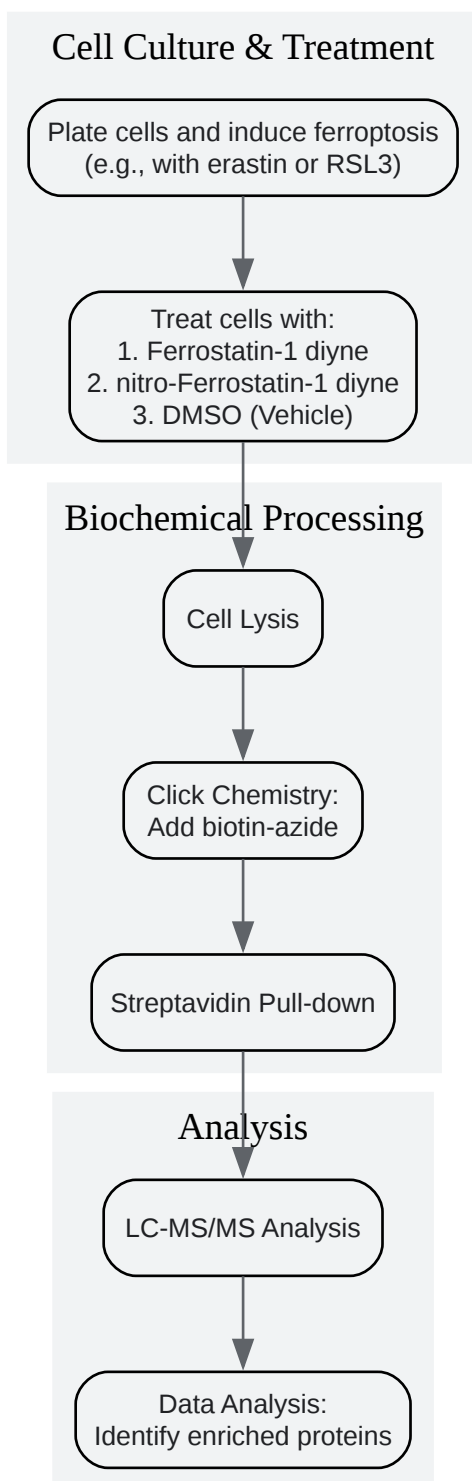 Cell Culture & Treatment
Plate cells and induce ferroptosis
(e.g., with erastin or RSL3)
Treat cells with:
1. Ferrostatin-1 diyne
2. nitro-Ferrostatin-1 diyne
3. DMSO (Vehicle)
Biochemical Processing
Cell Lysis
Click Chemistry:
Add biotin-azide
Streptavidin Pull-down
Analysis
LC-MS/MS Analysis
Data Analysis:
Identify enriched proteins